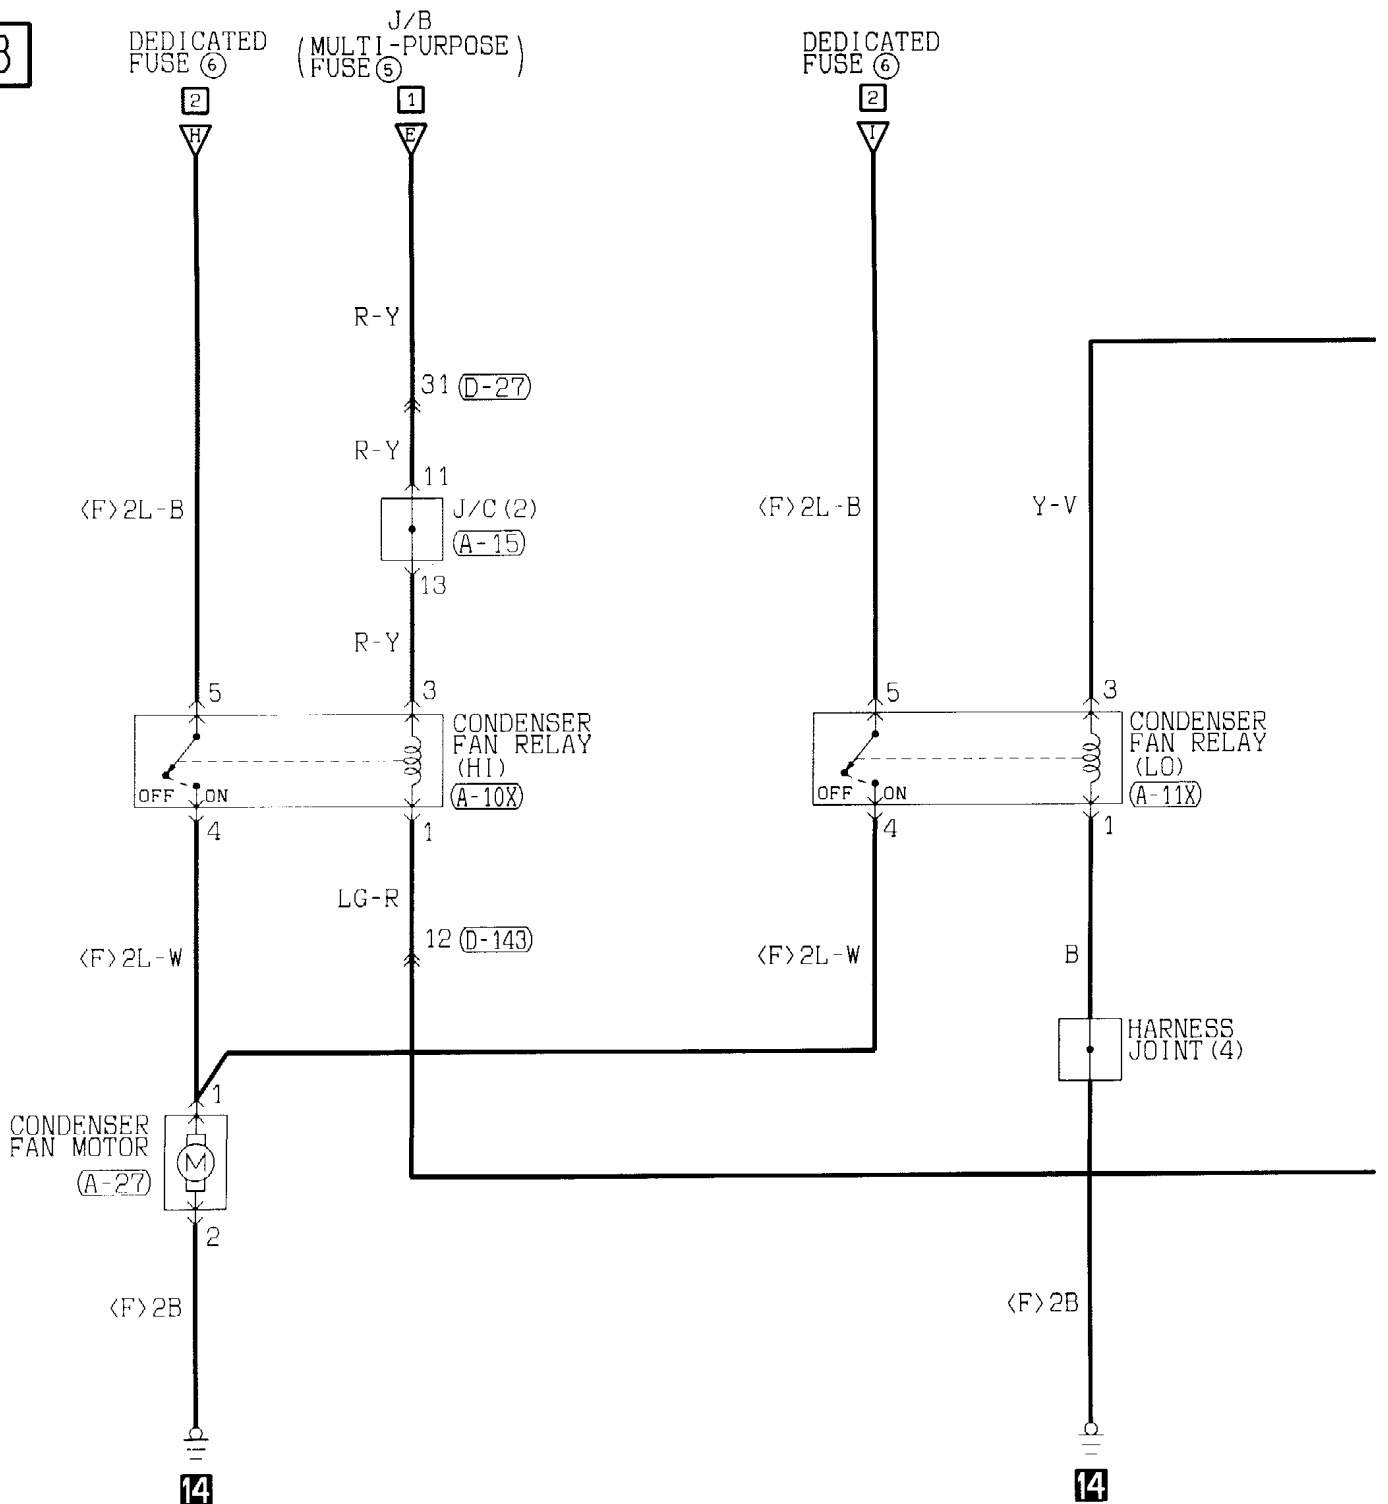 DEDICATED
FUSE ⑥
2
H
J/B
(MULTI-PURPOSE)
(FUSE ⑤)
1
E
DEDICATED
FUSE ⑥
2
I
R-Y
31 (D-27)
R-Y
11
<F>2L-B
J/C(2)
(A-15)
13
<F>2L-B
Y-V
R-Y
5
3
5
3
CONDENSER
FAN RELAY
(HI)
(A-10X)
OFF ON
CONDENSER
FAN RELAY
(LO)
(A-11X)
OFF ON
4
1
4
1
LG-R
12 (D-143)
<F>2L-W
<F>2L-W
B
HARNESS
JOINT(4)
1
CONDENSER
FAN MOTOR
(A-27)
M
2
<F>2B
<F>2B
14
14